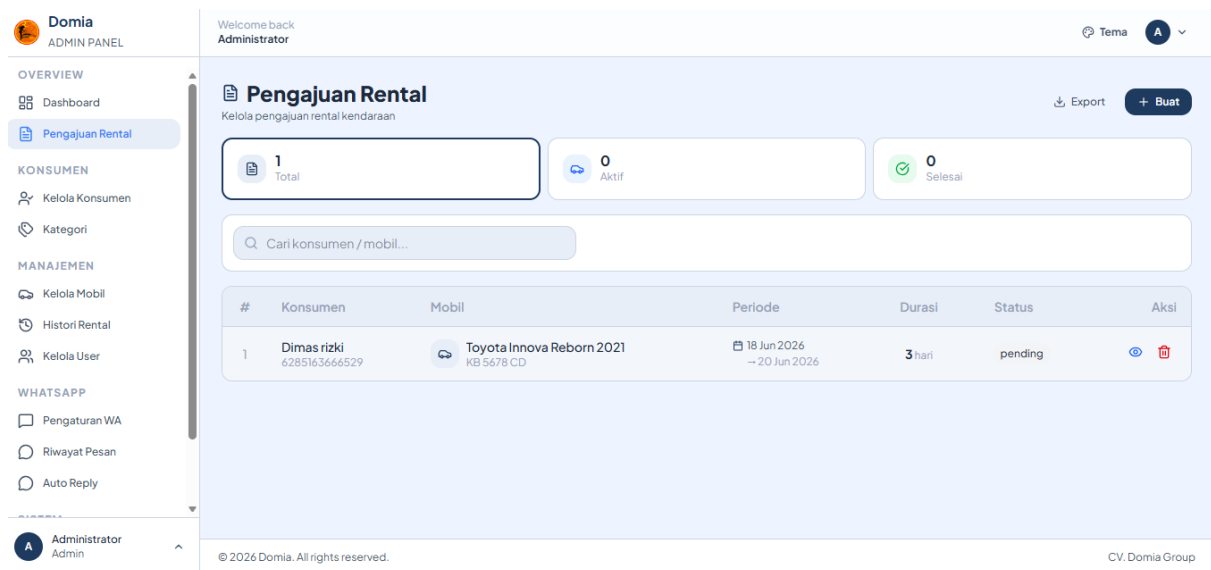 Domia
ADMIN PANEL
OVERVIEW
Dashboard
Pengajuan Rental
KONSUMEN
Kelola Konsumen
Kategori
MANAJEMEN
Kelola Mobil
Histori Rental
Kelola User
WHATSAPP
Pengaturan WA
Riwayat Pesan
Auto Reply
A
Administrator
Admin
Welcome back
Administrator
Tema
A
Pengajuan Rental
Kelola pengajuan rental kendaraan
Export
+ Buat
1
Total
0
Aktif
0
Selesai
Cari konsumen / mobil...
# Konsumen Mobil Periode Durasi Status Aksi
1 Dimas rizki Toyota Innova Reborn 2021 18 Jun 2026 3 hari pending
6285163666529 KB 5678 CD → 20 Jun 2026
© 2026 Domia. All rights reserved. CV. Domia Group